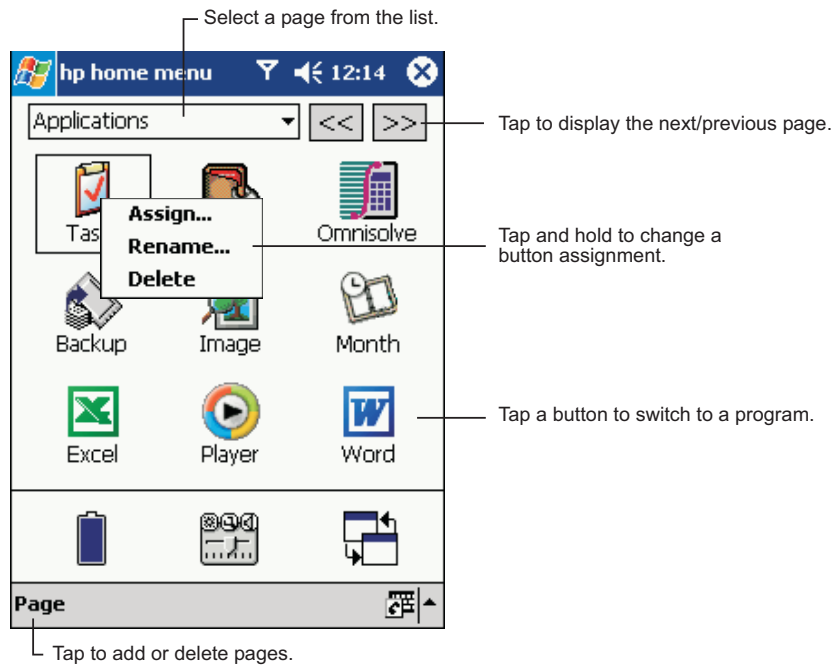 Select a page from the list.
hp home menu 12:14
Applications << >>
Tap to display the next/previous page.
Assign...
Rename...
Delete
Omnisolve
Tap and hold to change a
button assignment.
Backup Image Month
Tap a button to switch to a program.
Excel Player Word
Page
Tap to add or delete pages.